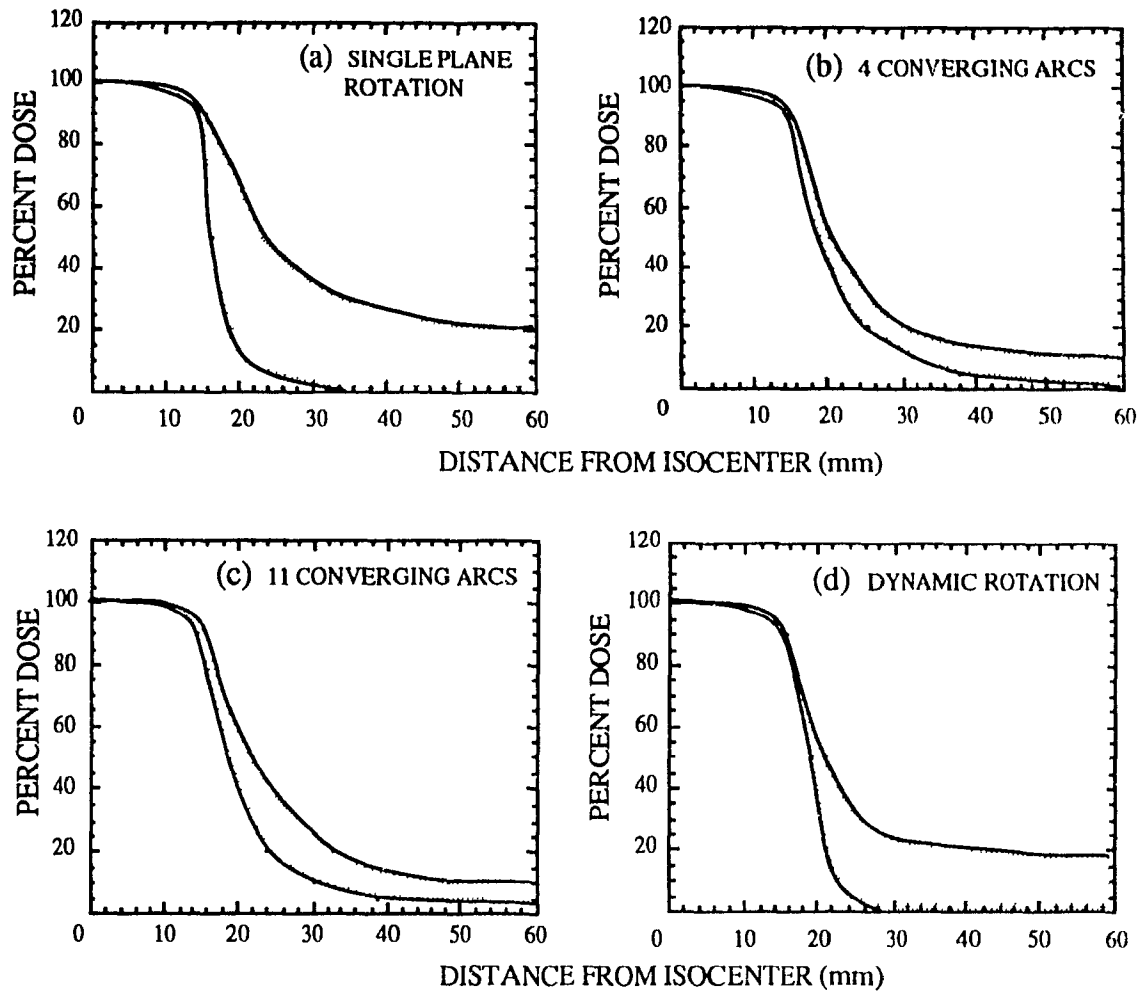 120
100
80
60
40
20
0 10 20 30 40 50 60
PERCENT DOSE
(a) SINGLE PLANE
ROTATION
120
100
80
60
40
20
0 10 20 30 40 50 60
PERCENT DOSE
(b) 4 CONVERGING ARCS
DISTANCE FROM ISOCENTER (mm)
120
100
80
60
40
20
0 10 20 30 40 50 60
PERCENT DOSE
(c) 11 CONVERGING ARCS
120
100
80
60
40
20
0 10 20 30 40 50 60
PERCENT DOSE
(d) DYNAMIC ROTATION
DISTANCE FROM ISOCENTER (mm)